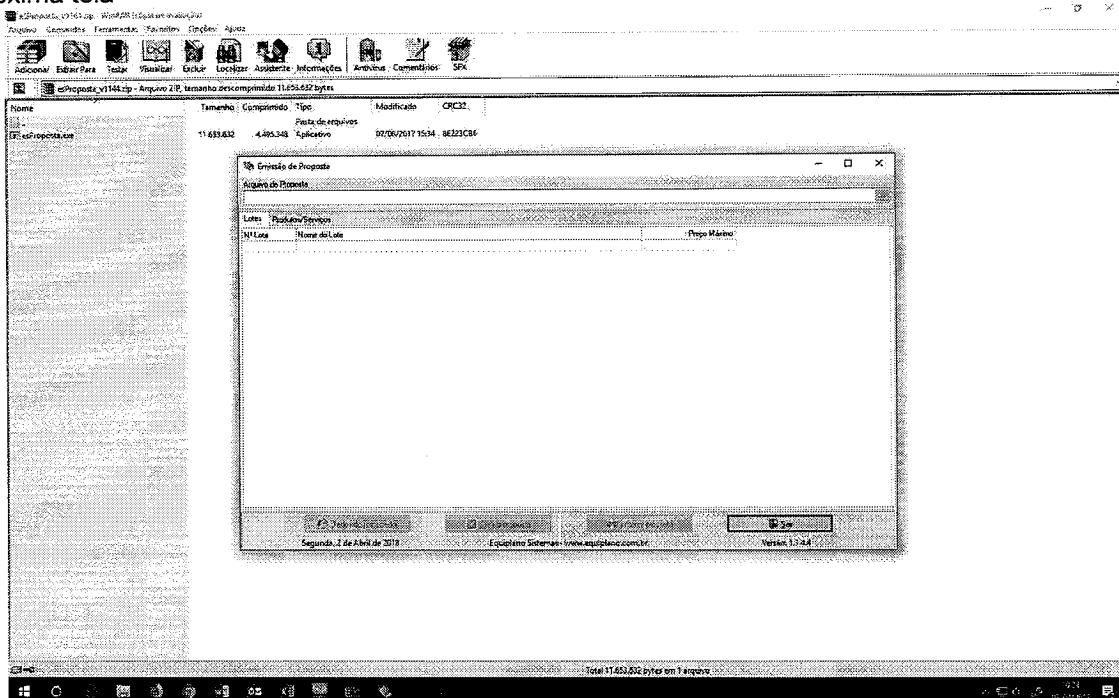 óxima tela
esProposta_v1144.zip - WinRAR
Arquivo Comandos Ferramentas Favoritos Opções Ajuda
Adicionar Extrair Para Testar Visualizar Excluir Localizar Assistente Informações Antivírus Comentários SFX
esProposta_v1144.zip - Arquivo ZIP, tamanho descomprimido 11.653.632 bytes
Nome Tamanho Comprimido Tipo Modificado CRC32
Pasta de arquivos
esProposta.exe 11.653.632 4.495.348 Aplicativo 07/06/2017 15:34
Emissão de Proposta
Arquivo de Proposta
Lotes Produtos/Serviços
Nº Lote Nome do Lote Preço Máximo
Sair
Segunda, 2 de Abril de 2018 Equiplano Sistemas - www.equiplano.com.br Versão: 1.1.4.4
Total 11.653.632 bytes em 1 arquivo